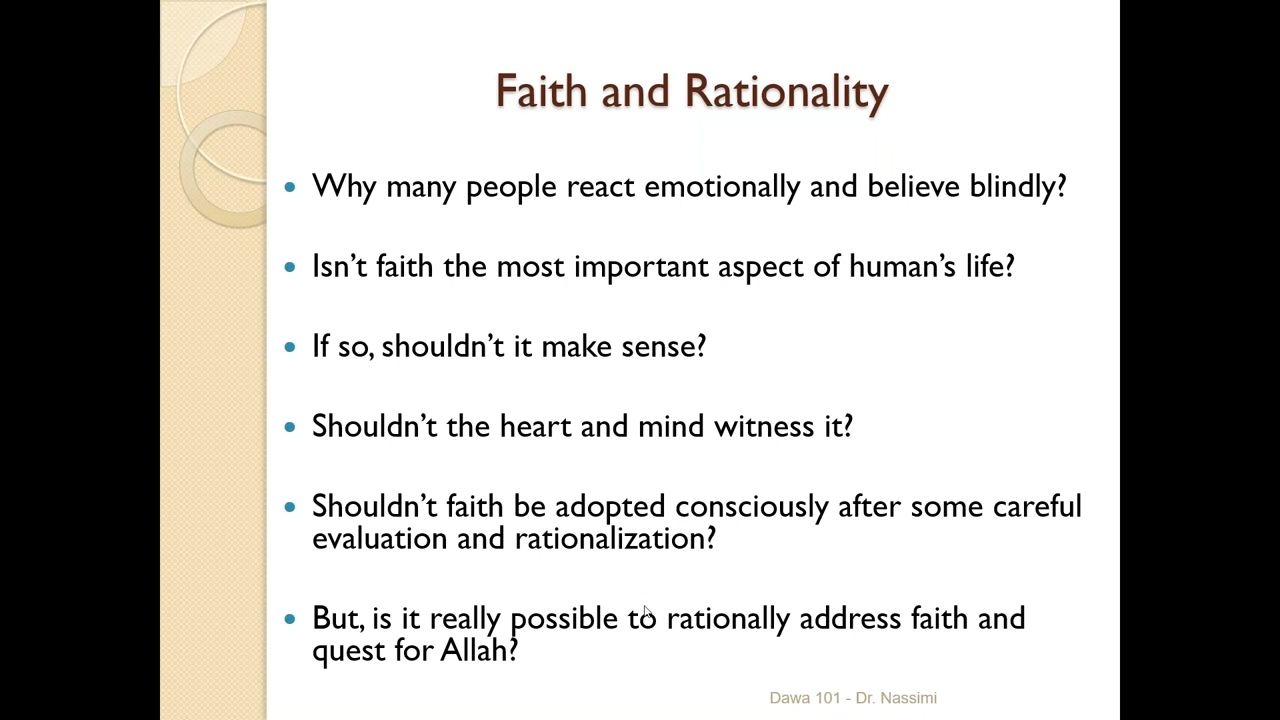 Faith and Rationality
• Why many people react emotionally and believe blindly?
• Isn’t faith the most important aspect of human’s life?
• If so, shouldn’t it make sense?
• Shouldn’t the heart and mind witness it?
• Shouldn’t faith be adopted consciously after some careful
evaluation and rationalization?
• But, is it really possible to rationally address faith and
quest for Allah?
Dawa 101 - Dr. Nassimi